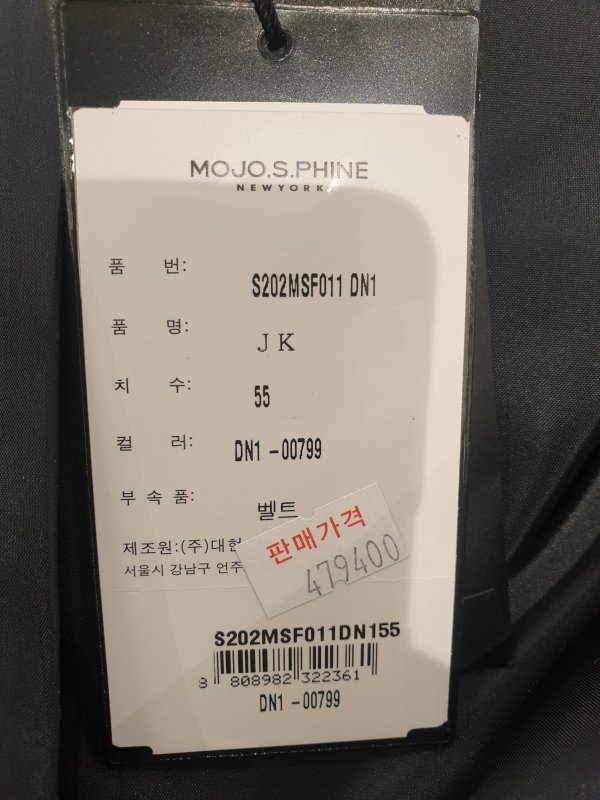 MOJO.S.PHINE
NEWYORK
품 번: S202MSF011 DN1
품 명: JK
치 수: 55
컬 러: DN1 -00799
부 속 품: 벨트
제조원:(주)대현
서울시 강남구 언주
판매가격
479400
S202MSF011DN155
8 808982 322361
DN1 -00799